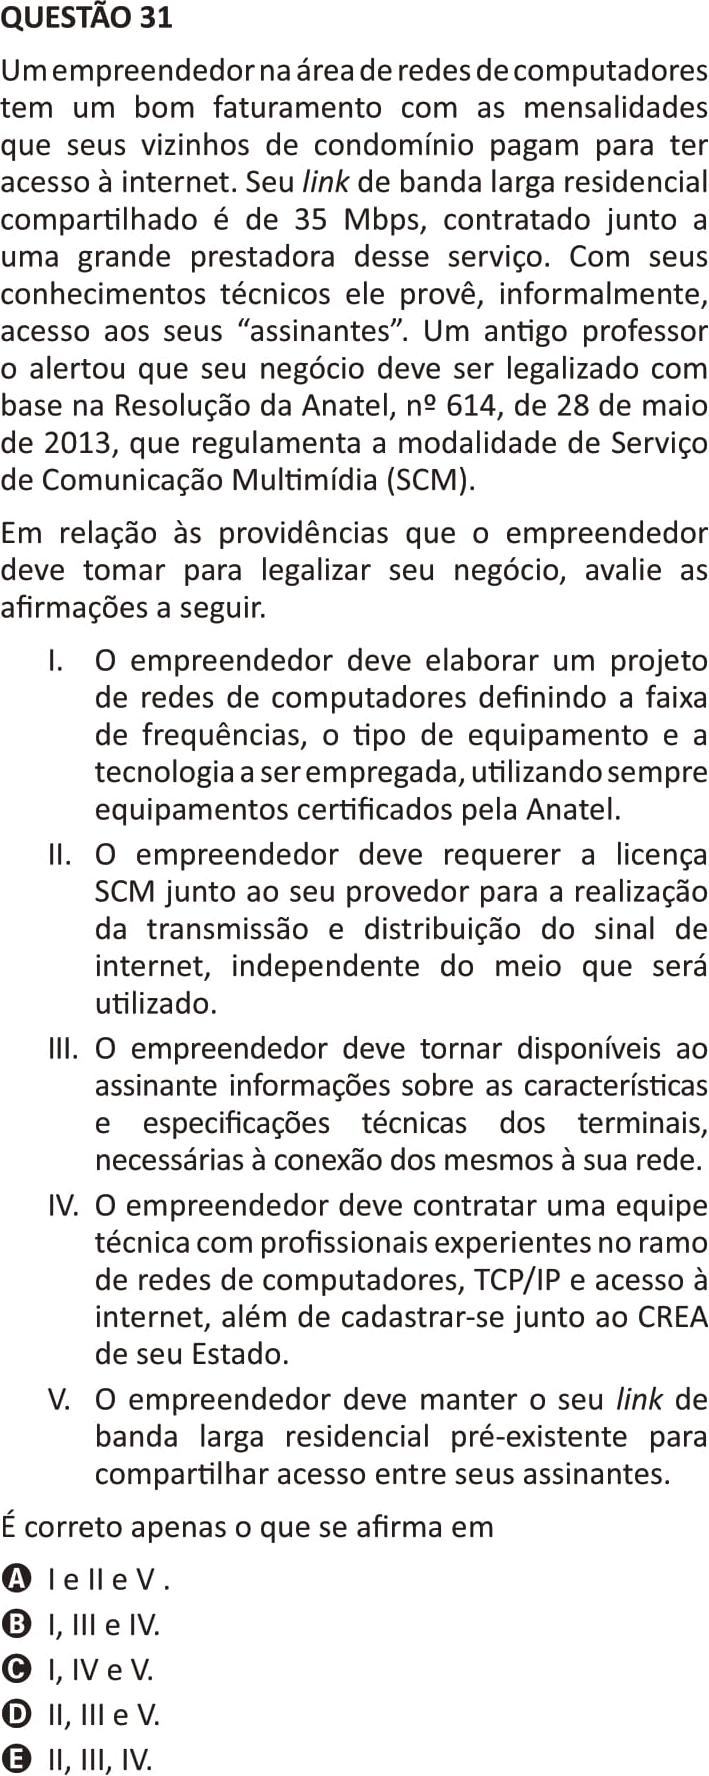 QUESTÃO 31
Um empreendedor na área de redes de computadores
tem um bom faturamento com as mensalidades
que seus vizinhos de condomínio pagam para ter
acesso à internet. Seu link de banda larga residencial
compartilhado é de 35 Mbps, contratado junto a
uma grande prestadora desse serviço. Com seus
conhecimentos técnicos ele provê, informalmente,
acesso aos seus “assinantes”. Um antigo professor
o alertou que seu negócio deve ser legalizado com
base na Resolução da Anatel, nº 614, de 28 de maio
de 2013, que regulamenta a modalidade de Serviço
de Comunicação Multimídia (SCM).
Em relação às providências que o empreendedor
deve tomar para legalizar seu negócio, avalie as
afirmações a seguir.
I. O empreendedor deve elaborar um projeto
de redes de computadores definindo a faixa
de frequências, o tipo de equipamento e a
tecnologia a ser empregada, utilizando sempre
equipamentos certificados pela Anatel.
II. O empreendedor deve requerer a licença
SCM junto ao seu provedor para a realização
da transmissão e distribuição do sinal de
internet, independente do meio que será
utilizado.
III. O empreendedor deve tornar disponíveis ao
assinante informações sobre as características
e especificações técnicas dos terminais,
necessárias à conexão dos mesmos à sua rede.
IV. O empreendedor deve contratar uma equipe
técnica com profissionais experientes no ramo
de redes de computadores, TCP/IP e acesso à
internet, além de cadastrar-se junto ao CREA
de seu Estado.
V. O empreendedor deve manter o seu link de
banda larga residencial pré-existente para
compartilhar acesso entre seus assinantes.
É correto apenas o que se afirma em
A I e II e V .
B I, III e IV.
C I, IV e V.
D II, III e V.
E II, III, IV.